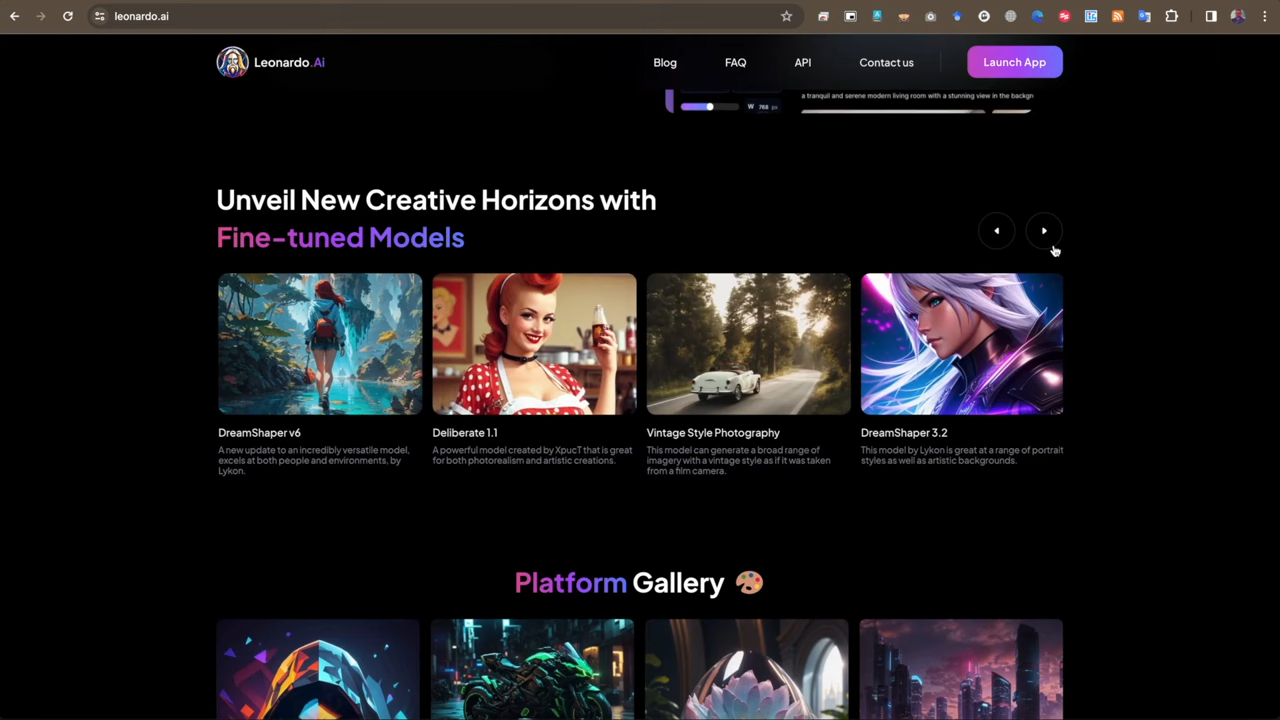 leonardo.ai
Leonardo.Ai
Blog
FAQ
API
Contact us
Launch App
W 768 px
a tranquil and serene modern living room with a stunning view in the backgn
Unveil New Creative Horizons with
Fine-tuned Models
DreamShaper v6
A new update to an incredibly versatile model,
excels at both people and environments, by
Lykon.
Deliberate 1.1
A powerful model created by XpucT that is great
for both photorealism and artistic creations.
Vintage Style Photography
This model can generate a broad range of
imagery with a vintage style as if it was taken
from a film camera.
DreamShaper 3.2
This model by Lykon is great at a range of portrait
styles as well as artistic backgrounds.
Platform Gallery